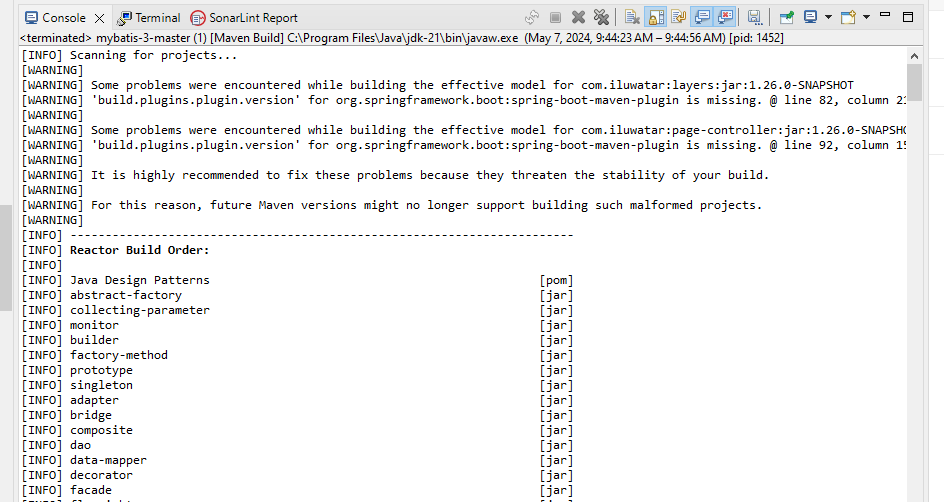 Console Terminal SonarLint Report
<terminated> mybatis-3-master (1) [Maven Build] C:\Program Files\Java\jdk-21\bin\javaw.exe (May 7, 2024, 9:44:23 AM – 9:44:56 AM) [pid: 1452]
[INFO] Scanning for projects...
[WARNING]
[WARNING] Some problems were encountered while building the effective model for com.iluwatar:layers:jar:1.26.0-SNAPSHOT
[WARNING] 'build.plugins.plugin.version' for org.springframework.boot:spring-boot-maven-plugin is missing. @ line 82, column 21
[WARNING]
[WARNING] Some problems were encountered while building the effective model for com.iluwatar:page-controller:jar:1.26.0-SNAPSHO
[WARNING] 'build.plugins.plugin.version' for org.springframework.boot:spring-boot-maven-plugin is missing. @ line 92, column 15
[WARNING]
[WARNING] It is highly recommended to fix these problems because they threaten the stability of your build.
[WARNING]
[WARNING] For this reason, future Maven versions might no longer support building such malformed projects.
[WARNING]
[INFO] ------------------------------------------------------------------------
[INFO] Reactor Build Order:
[INFO]
[INFO] Java Design Patterns [pom]
[INFO] abstract-factory [jar]
[INFO] collecting-parameter [jar]
[INFO] monitor [jar]
[INFO] builder [jar]
[INFO] factory-method [jar]
[INFO] prototype [jar]
[INFO] singleton [jar]
[INFO] adapter [jar]
[INFO] bridge [jar]
[INFO] composite [jar]
[INFO] dao [jar]
[INFO] data-mapper [jar]
[INFO] decorator [jar]
[INFO] facade [jar]